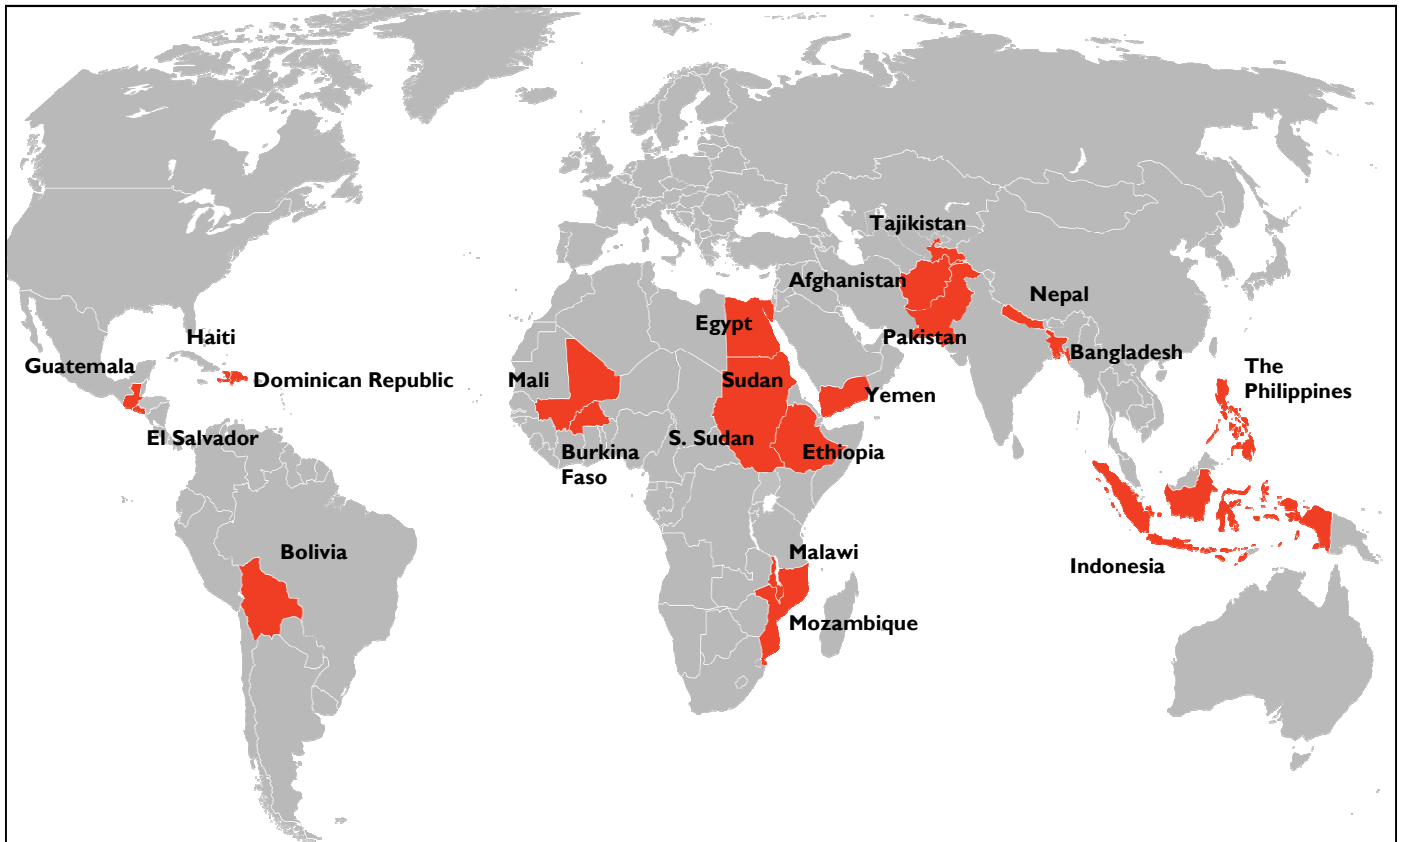 Tajikistan
Afghanistan
Nepal
Egypt
Haiti
Pakistan
Guatemala
Bangladesh
The
Philippines
Dominican Republic
Mali
Sudan
Yemen
El Salvador
S. Sudan
Burkina
Faso
Ethiopia
Bolivia
Malawi
Indonesia
Mozambique